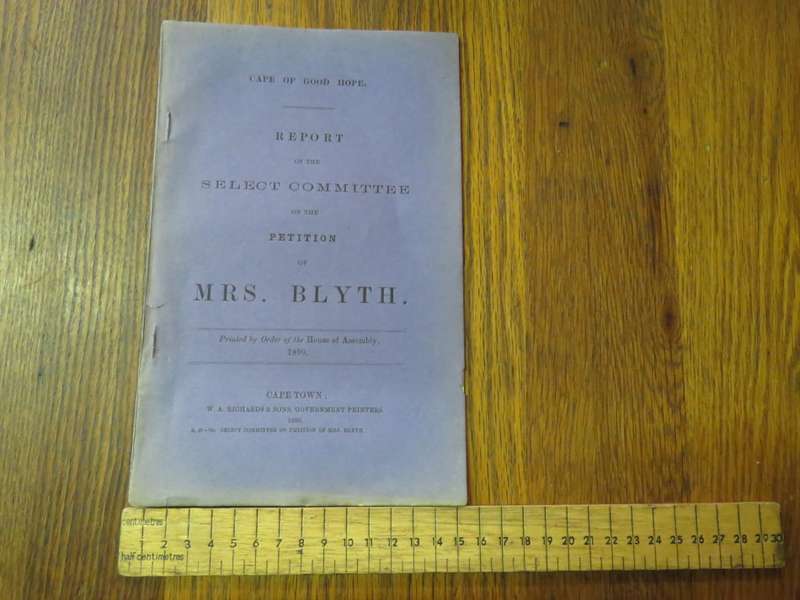 CAPE OF GOOD HOPE.
REPORT
OF THE
SELECT COMMITTEE
ON THE
PETITION
OF
MRS. BLYTH.
Printed by Order of the House of Assembly,
1890.
CAPE TOWN:
W. A. RICHARDS & SONS, GOVERNMENT PRINTERS.
1890.
SELECT COMMITTEE ON PETITION OF MRS. BLYTH.
centimetres
1 2 3 4 5 6 7 8 9 10 11 12 13 14 15 16 17 18 19 20 21 22 23 24 25 26 27 28 29 30
half centimetres